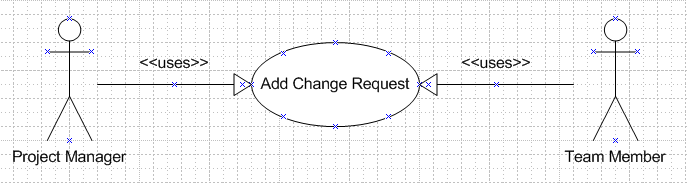 <<uses>>
<<uses>>
Add Change Request
Project Manager
Team Member